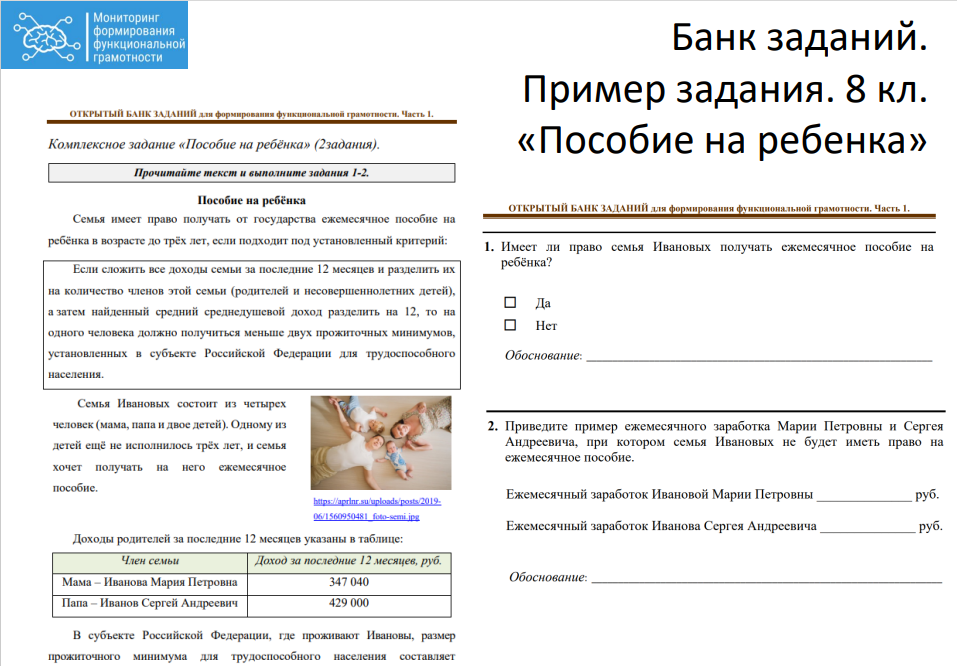 Мониторинг
формирования
функциональной
грамотности
Банк заданий.
Пример задания. 8 кл.
«Пособие на ребенка»
ОТКРЫТЫЙ БАНК ЗАДАНИЙ для формирования функциональной грамотности. Часть 1.
Комплексное задание «Пособие на ребёнка» (2задания).
Прочитайте текст и выполните задания 1-2.
Пособие на ребёнка
Семья имеет право получать от государства ежемесячное пособие на
ребёнка в возрасте до трёх лет, если подходит под установленный критерий:
Если сложить все доходы семьи за последние 12 месяцев и разделить их
на количество членов этой семьи (родителей и несовершеннолетних детей),
а затем найденный средний среднедушевой доход разделить на 12, то на
одного человека должно получиться меньше двух прожиточных минимумов,
установленных в субъекте Российской Федерации для трудоспособного
населения.
Семья Ивановых состоит из четырех
человек (мама, папа и двое детей). Одному из
детей ещё не исполнилось трёх лет, и семья
хочет получать на него ежемесячное
пособие.
https://aprlnr.su/uploads/posts/2019-
06/1560950481_foto-semi.jpg
Доходы родителей за последние 12 месяцев указаны в таблице:
Член семьи Доход за последние 12 месяцев, руб.
Мама – Иванова Мария Петровна 347 040
Папа – Иванов Сергей Андреевич 429 000
В субъекте Российской Федерации, где проживают Ивановы, размер
прожиточного минимума для трудоспособного населения составляет
ОТКРЫТЫЙ БАНК ЗАДАНИЙ для формирования функциональной грамотности. Часть 1.
1. Имеет ли право семья Ивановых получать ежемесячное пособие на
ребёнка?
Да
Нет
Обоснование: ____________________
2. Приведите пример ежемесячного заработка Марии Петровны и Сергея
Андреевича, при котором семья Ивановых не будет иметь право на
ежемесячное пособие.
Ежемесячный заработок Ивановой Марии Петровны ______________ руб.
Ежемесячный заработок Иванова Сергея Андреевича ______________ руб.
Обоснование: ____________________